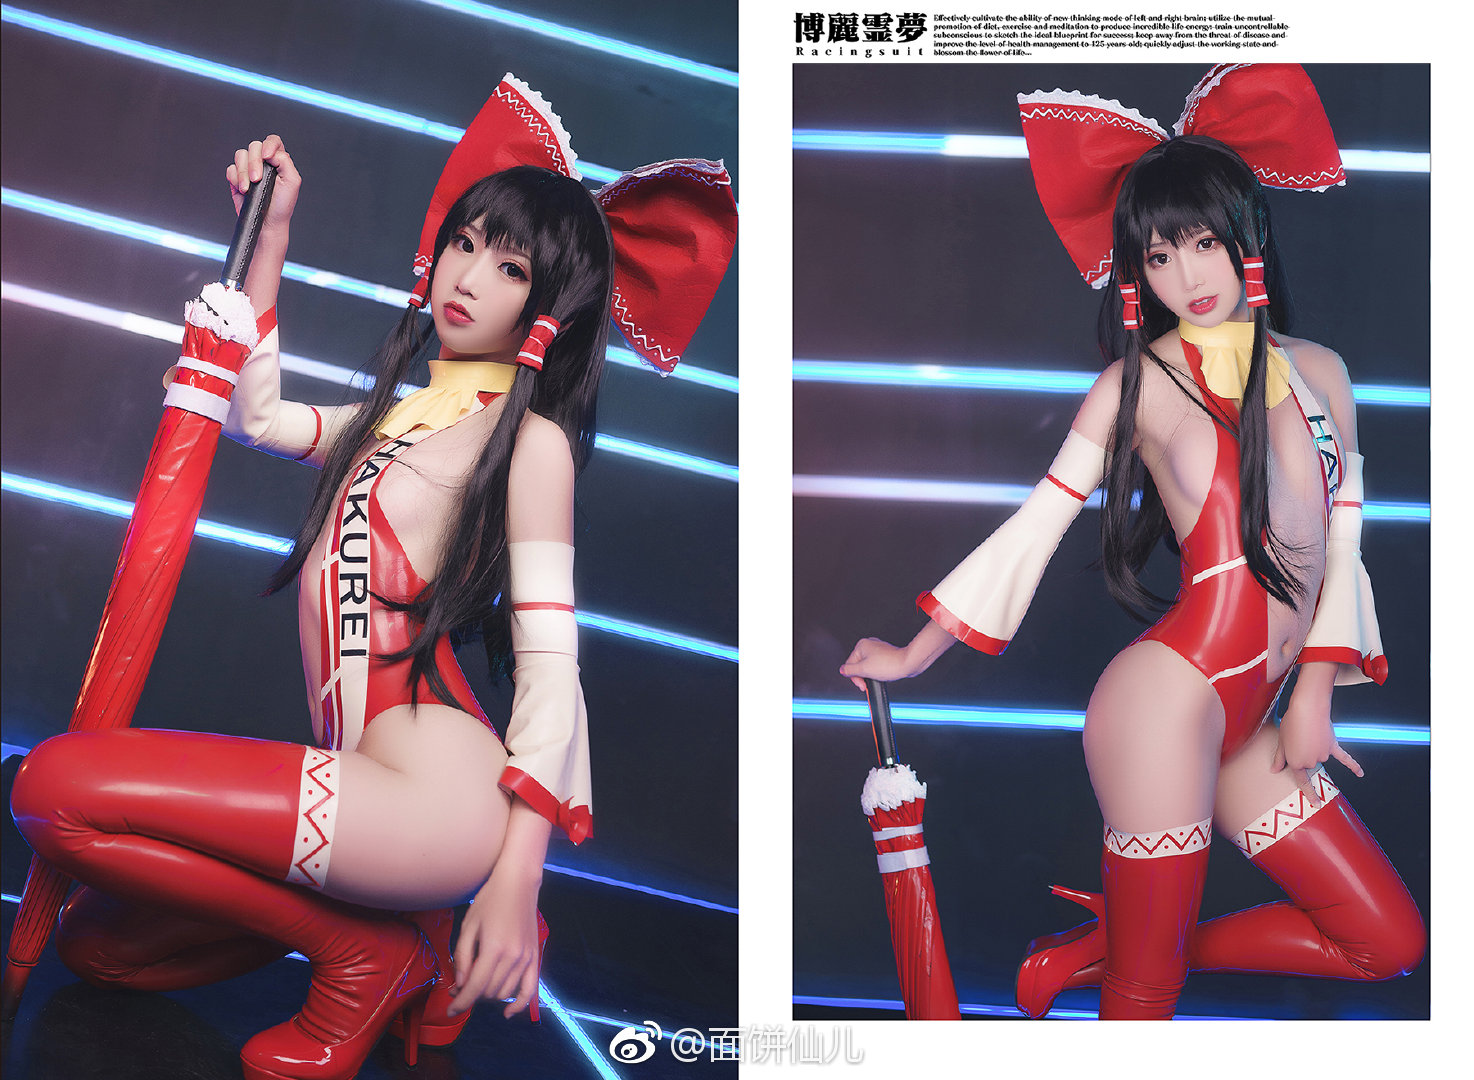 博麗霊夢
Racingsuit
Effectively cultivate the ability of new thinking mode of left and right brain; utilize the mutual
promotion of diet, exercise and meditation to produce incredible life energy; train uncontrollable
subconscious to sketch the ideal blueprint for success; keep away from the threat of disease and
improve the level of health management to 125 years old; quickly adjust the working state and
blossom the flower of life...
HAKUREI
HA
@面饼仙儿